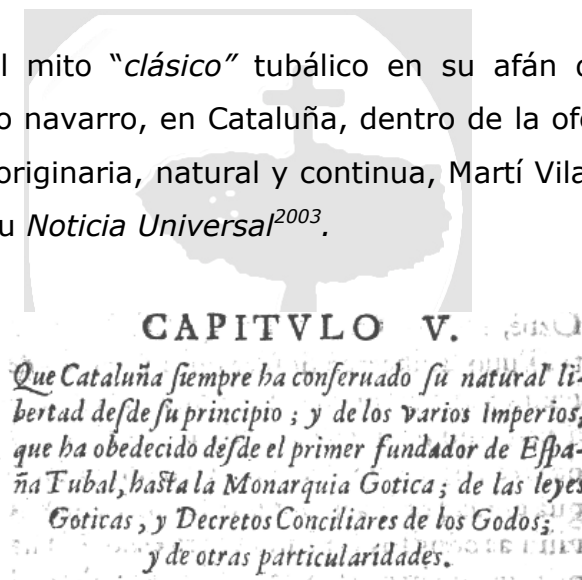 l mito “clásico” tubálico en su afán
o navarro, en Cataluña, dentro de la
originaria, natural y continua, Martí
u Noticia Universal2003.
CAPITVLO V.
Que Cataluña ſiempre ha conſeruado ſu natural li-
bertad deſde ſu principio ; y de los varios Imperios,
que ha obedecido deſde el primer fundador de Eſpa-
ña Tubal, haſta la Monarquia Gotica ; de las leyes
Goticas , y Decretos Conciliares de los Godos;
y de otras particularidades.